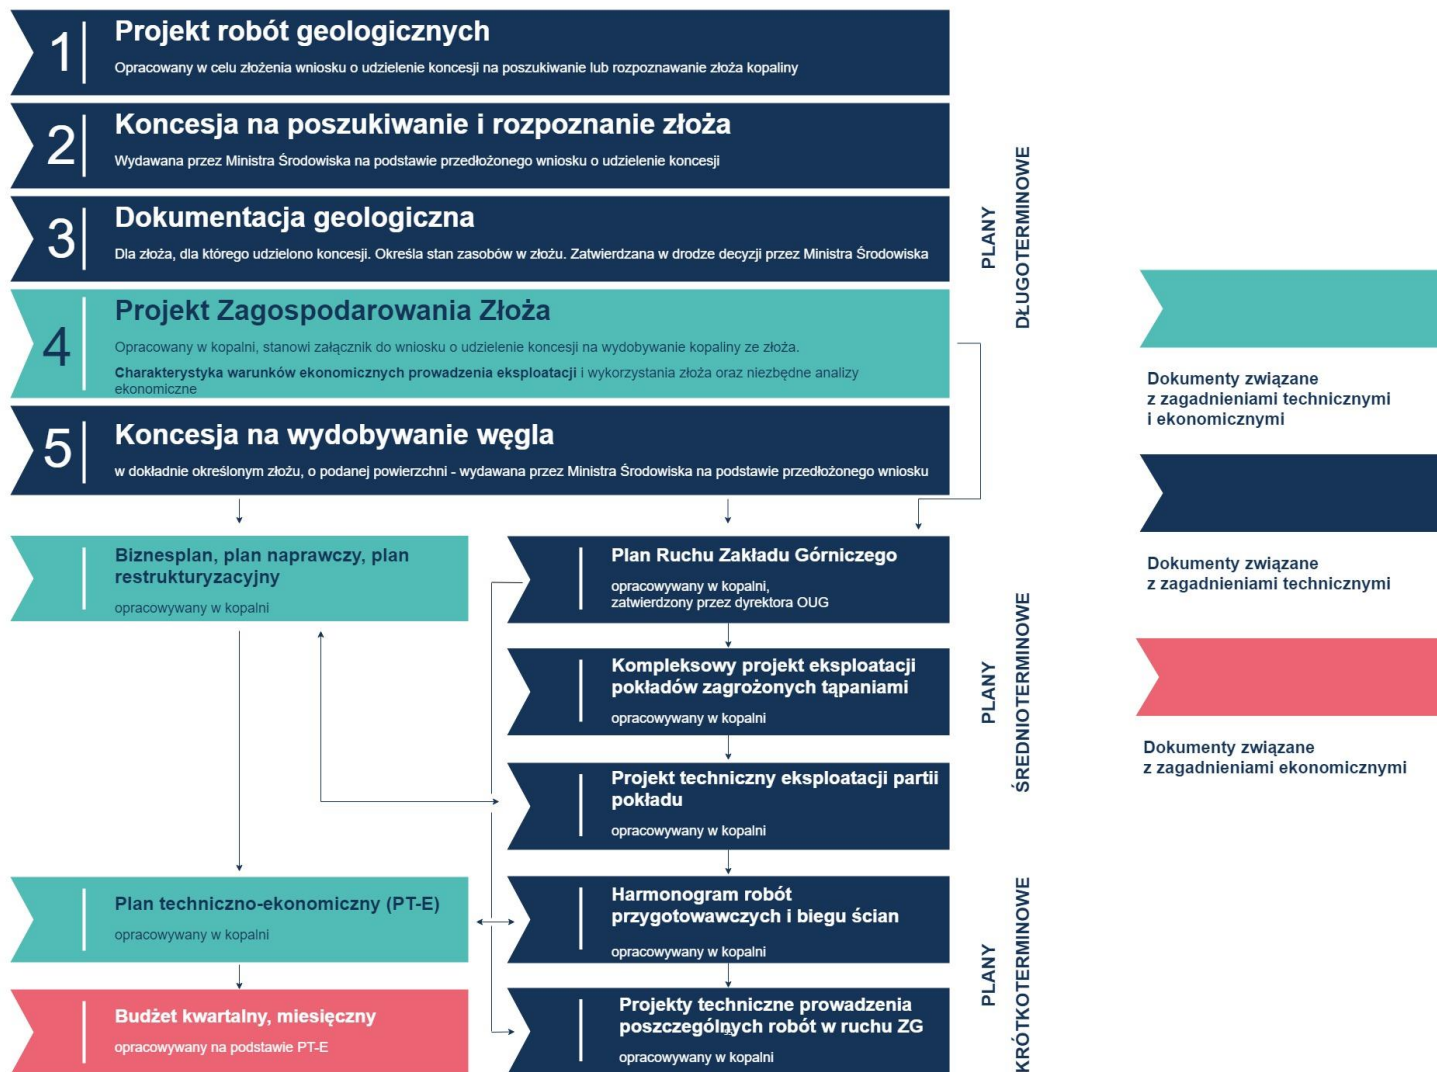 1
Projekt robót geologicznych
Opracowany w celu złożenia wniosku o udzielenie koncesji na poszukiwanie lub rozpoznawanie złoża kopaliny
2
Koncesja na poszukiwanie i rozpoznanie złoża
Wydawana przez Ministra Środowiska na podstawie przedłożonego wniosku o udzielenie koncesji
3
Dokumentacja geologiczna
Dla złoża, dla którego udzielono koncesji. Określa stan zasobów w złożu. Zatwierdzana w drodze decyzji przez Ministra Środowiska
4
Projekt Zagospodarowania Złoża
Opracowany w kopalni, stanowi załącznik do wniosku o udzielenie koncesji na wydobywanie kopaliny ze złoża.
Charakterystyka warunków ekonomicznych prowadzenia eksploatacji i wykorzystania złoża oraz niezbędne analizy
ekonomiczne
5
Koncesja na wydobywanie węgla
w dokładnie określonym złożu, o podanej powierzchni - wydawana przez Ministra Środowiska na podstawie przedłożonego wniosku
PLANY
DŁUGOTERMINOWE
Biznesplan, plan naprawczy, plan
restrukturyzacyjny
opracowywany w kopalni
Plan Ruchu Zakładu Górniczego
opracowywany w kopalni,
zatwierdzony przez dyrektora OUG
Kompleksowy projekt eksploatacji
pokładów zagrożonych tąpaniami
opracowywany w kopalni
Projekt techniczny eksploatacji partii
pokładu
opracowywany w kopalni
PLANY
ŚREDNIOTERMINOWE
Plan techniczno-ekonomiczny (PT-E)
opracowywany w kopalni
Harmonogram robót
przygotowawczych i biegu ścian
opracowywany w kopalni
Budżet kwartalny, miesięczny
opracowywany na podstawie PT-E
Projekty techniczne prowadzenia
poszczególnych robót w ruchu ZG
opracowywany w kopalni
PLANY
KRÓTKOTERMINOWE
Dokumenty związane
z zagadnieniami technicznymi
i ekonomicznymi
Dokumenty związane
z zagadnieniami technicznymi
Dokumenty związane
z zagadnieniami ekonomicznymi